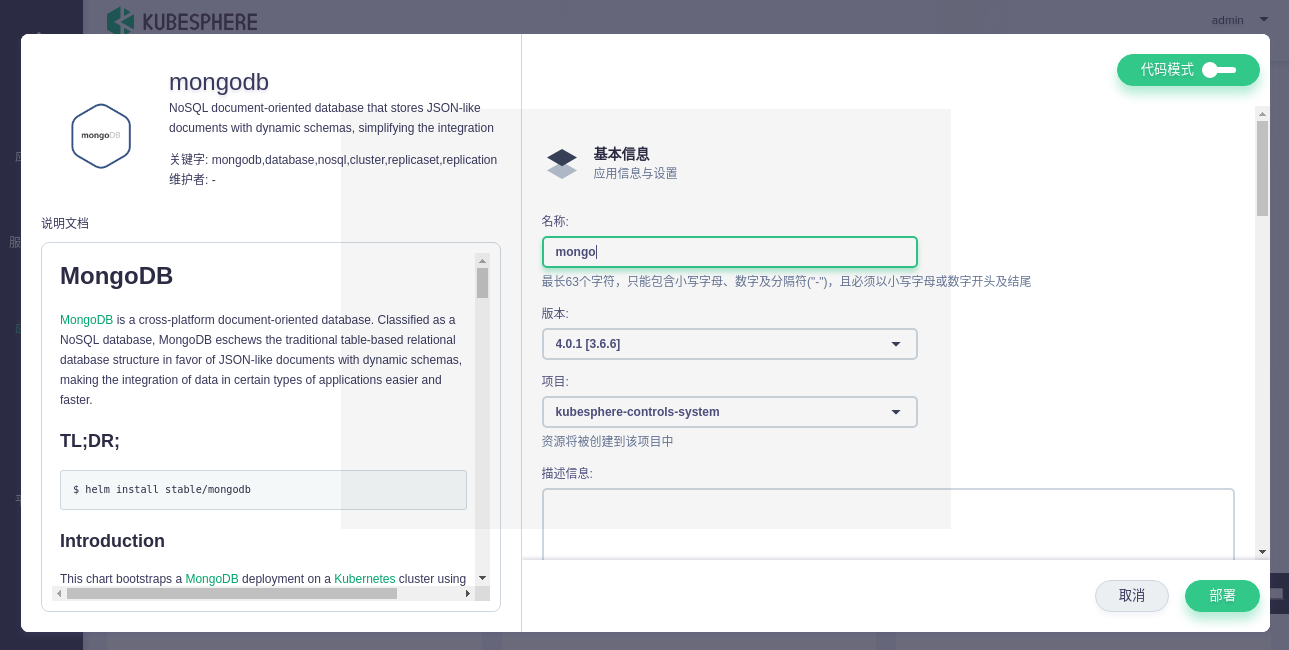 KUBESPHERE
admin
mongodb
NoSQL document-oriented database that stores JSON-like
documents with dynamic schemas, simplifying the integration
关键字: mongodb,database,nosql,cluster,replicaset,replication
维护者: -
mongoDB
说明文档
MongoDB
MongoDB is a cross-platform document-oriented database. Classified as a
NoSQL database, MongoDB eschews the traditional table-based relational
database structure in favor of JSON-like documents with dynamic schemas,
making the integration of data in certain types of applications easier and
faster.
TL;DR;
$ helm install stable/mongodb
Introduction
This chart bootstraps a MongoDB deployment on a Kubernetes cluster using
代码模式
基本信息
应用信息与设置
名称:
mongo
最长63个字符，只能包含小写字母、数字及分隔符("-")，且必须以小写字母或数字开头及结尾
版本:
4.0.1 [3.6.6]
项目:
kubesphere-controls-system
资源将被创建到该项目中
描述信息:
取消
部署